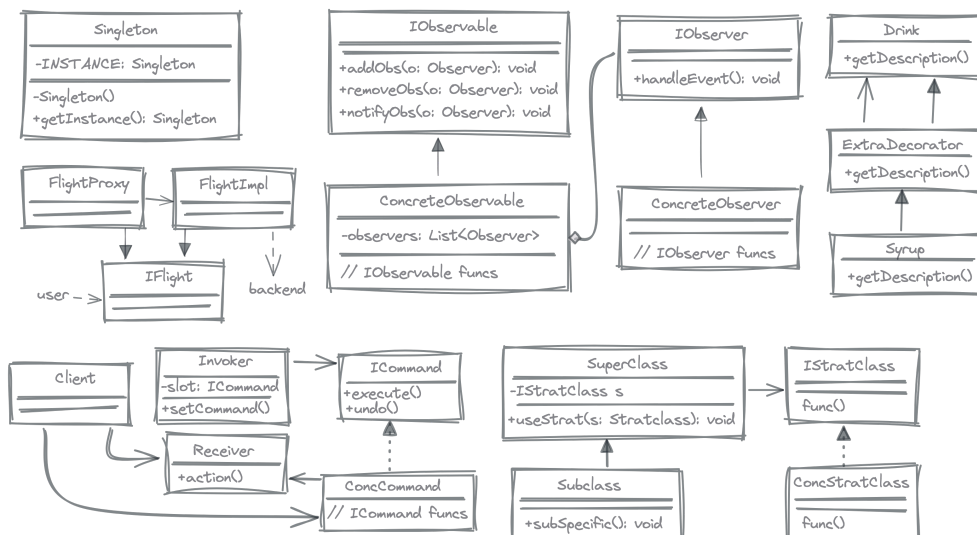 Singleton
-INSTANCE: Singleton
-Singleton()
+getInstance(): Singleton
IObservable
+addObs(o: Observer): void
+removeObs(o: Observer): void
+notifyObs(o: Observer): void
IObserver
+handleEvent(): void
Drink
+getDescription()
ExtraDecorator
+getDescription()
Syrup
+getDescription()
FlightProxy
FlightImpl
IFlight
user
backend
ConcreteObservable
-observers: List<Observer>
// IObservable funcs
ConcreteObserver
// IObserver funcs
Client
Invoker
-slot: ICommand
+setCommand()
ICommand
+execute()
+undo()
Receiver
+action()
ConcCommand
// ICommand funcs
SuperClass
-IStratClass s
+useStrat(s: Stratclass): void
IStratClass
func()
Subclass
+subSpecific(): void
ConcStratClass
func()